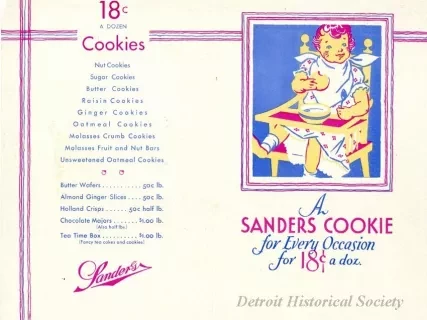 18¢
A DOZEN
Cookies
Nut Cookies
Sugar Cookies
Butter Cookies
Raisin Cookies
Ginger Cookies
Oatmeal Cookies
Molasses Crumb Cookies
Molasses Fruit and Nut Bars
Unsweetened Oatmeal Cookies
Butter Wafers .......... 50c lb.
Almond Ginger Slices .... 50c lb.
Holland Crisps ...... 50c half lb.
Chocolate Majors ....... $1.00 lb.
(Also half lbs.)
Tea Time Box .......... $1.00 lb.
(Fancy tea cakes and cookies)
Sanders
A
SANDERS COOKIE
for Every Occasion
for 18¢ a doz.
Detroit Historical Society